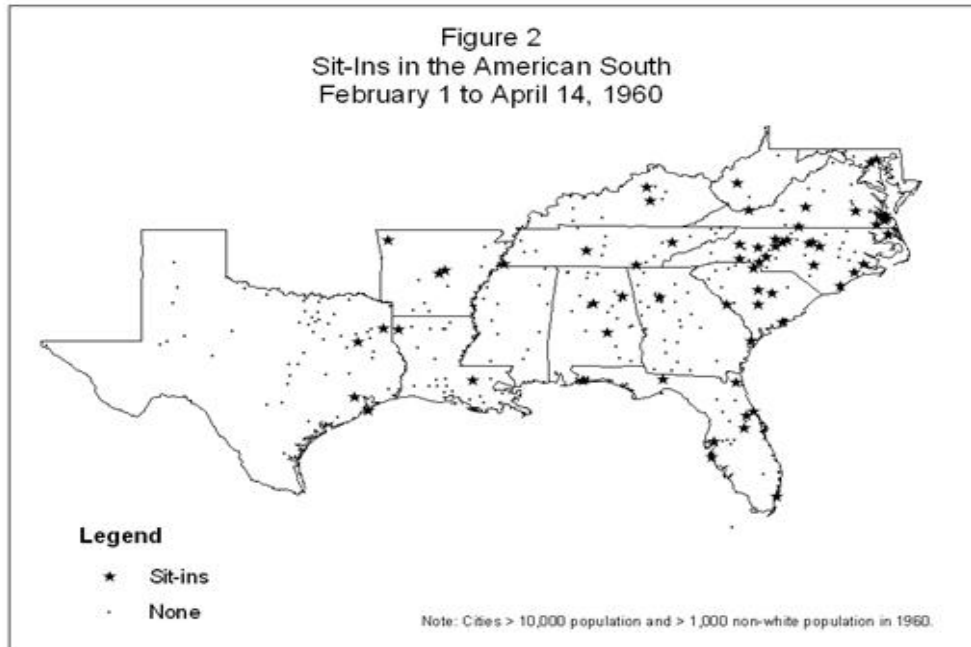 Figure 2
Sit-Ins in the American South
February 1 to April 14, 1960
Legend
Sit-ins
None
Note: Cities > 10,000 population and > 1,000 non-white population in 1960.